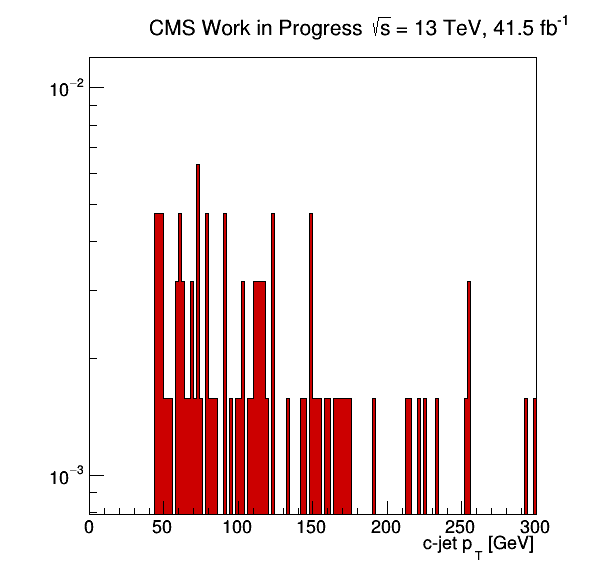 CMS Work in Progress √s = 13 TeV, 41.5 fb⁻¹
10⁻²
10⁻³
0 50 100 150 200 250 300
c-jet p_T [GeV]